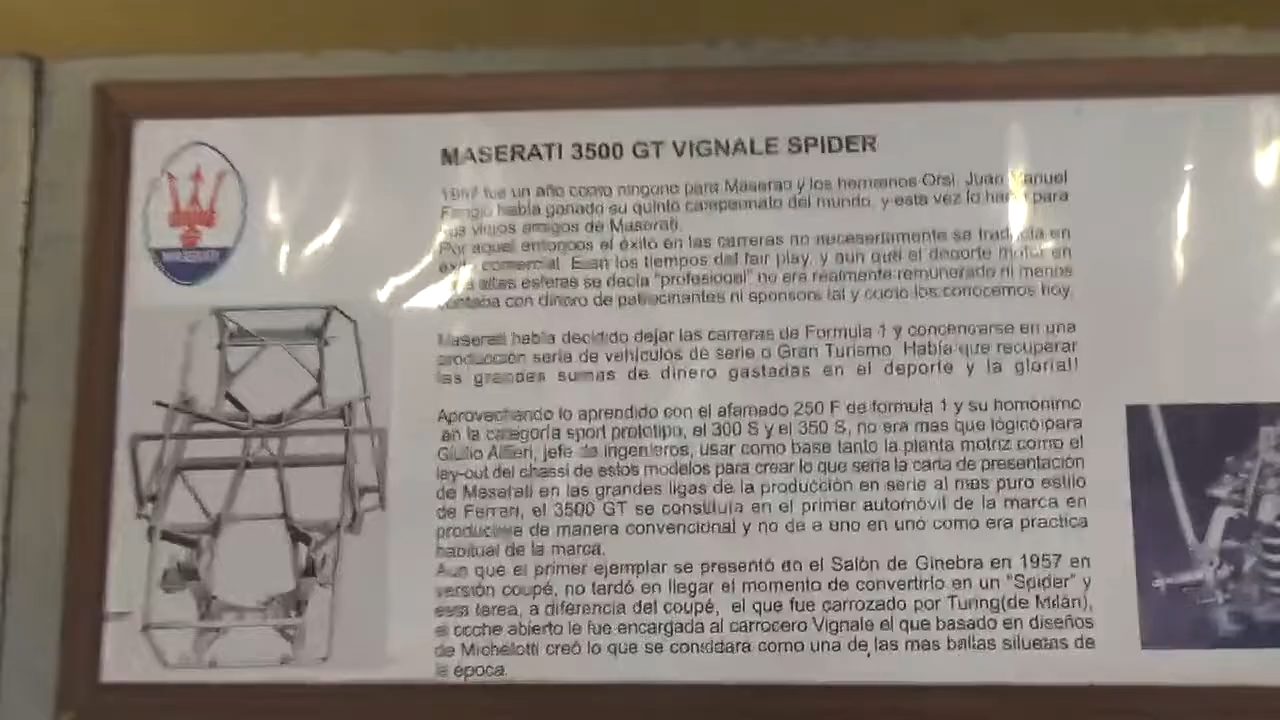 MASERATI
MASERATI 3500 GT VIGNALE SPIDER
1957 fue un año como ninguno para Maserati y los hermanos Orsi. Juan Manuel
Fangio había ganado su quinto campeonato del mundo, y esta vez lo hacía para
sus viejos amigos de Maserati.
Por aquel entonces el éxito en las carreras no necesariamente se traducía en
éxito comercial. Eran los tiempos del fair play, y aun que el deporte motor en
altas esferas se decía "profesional" no era realmente remunerado ni menos
contaba con dinero de patrocinantes ni sponsors tal y como los conocemos hoy.
Maserati había decidido dejar las carreras de Formula 1 y concentrarse en una
producción serie de vehículos de serie o Gran Turismo. Había que recuperar
las grandes sumas de dinero gastadas en el deporte y la gloria!!
Aprovechando lo aprendido con el afamado 250 F de formula 1 y su homónimo
en la categoría sport prototipo, el 300 S y el 350 S, no era mas que lógico para
Giulio Alfieri, jefe de ingenieros, usar como base tanto la planta motriz como el
lay-out del chassi de estos modelos para crear lo que seria la carta de presentación
de Maserati en las grandes ligas de la producción en serie al mas puro estilo
de Ferrari, el 3500 GT se constituía en el primer automóvil de la marca en
producirse de manera convencional y no de a uno en uno como era practica
habitual de la marca.
Aun que el primer ejemplar se presentó en el Salón de Ginebra en 1957 en
versión coupé, no tardó en llegar el momento de convertirlo en un "Spider" y
esa tarea, a diferencia del coupé, el que fue carrozado por Turing(de Milán),
el coche abierto le fue encargada al carrocero Vignale el que basado en diseños
de Michelotti creó lo que se considara como una de las mas ballas siluetas de
la época.